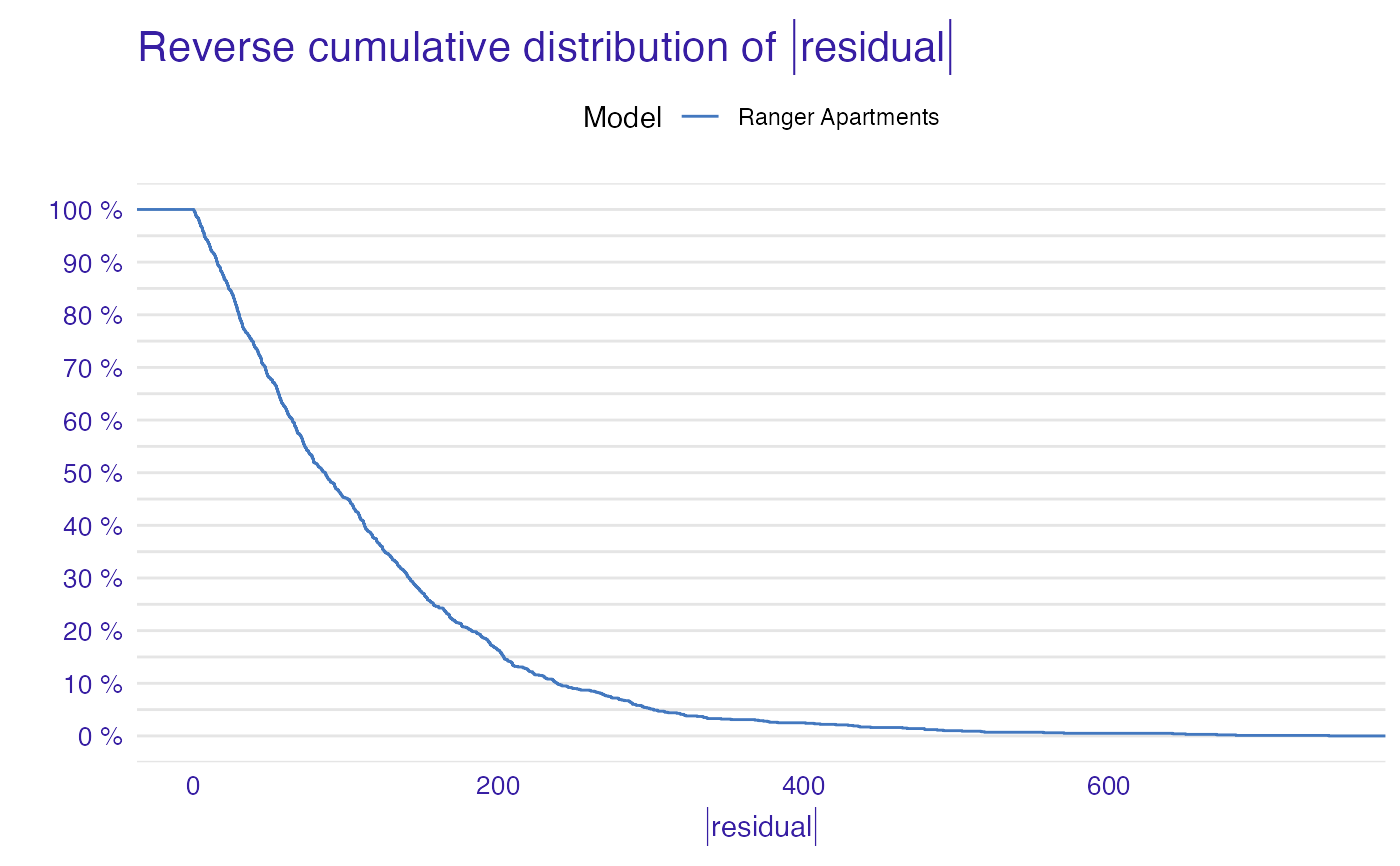 Reverse cumulative distribution of |residual|
Model Ranger Apartments
100 %
90 %
80 %
70 %
60 %
50 %
40 %
30 %
20 %
10 %
0 %
0 200 400 600
|residual|